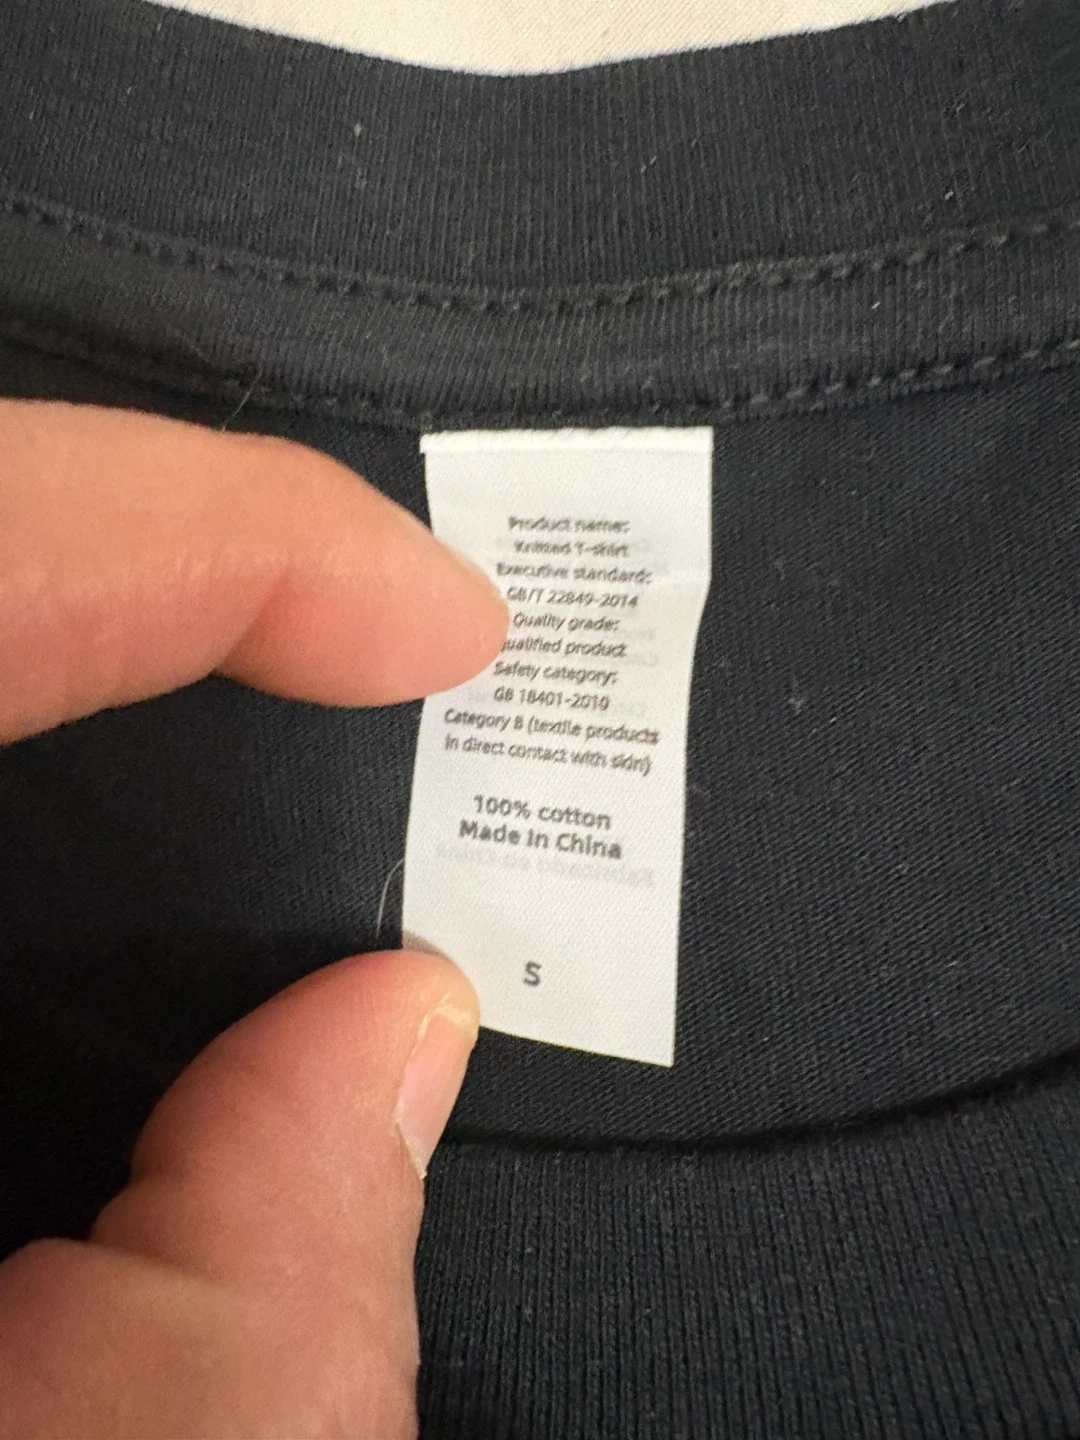 Product name:
Knitted T-shirt
Executive standard:
GB/T 22849-2014
Quality grade:
qualified product
Safety category:
GB 18401-2010
Category B (textile products
in direct contact with skin)
100% cotton
Made in China
S